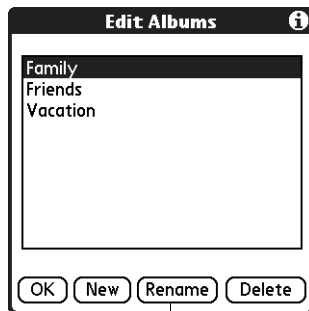 Edit Albums
Family
Friends
Vacation
OK New Rename Delete